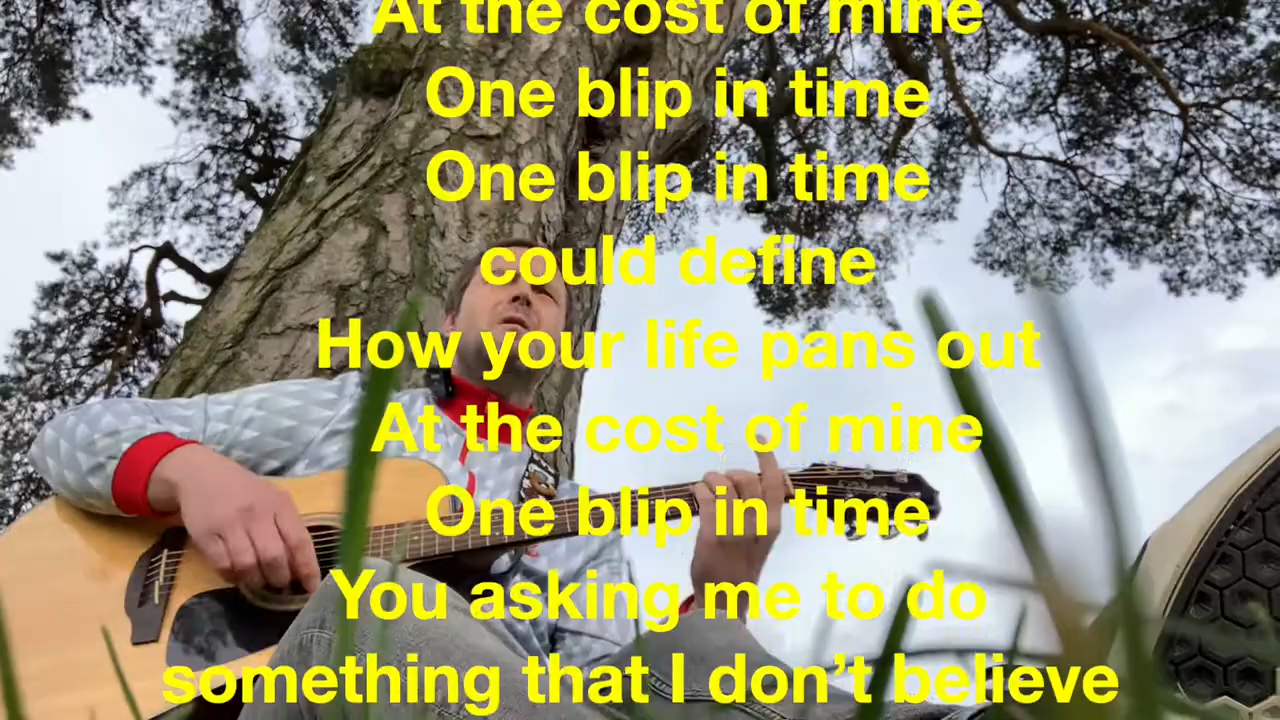 At the cost of mine
One blip in time
One blip in time
could define
How your life pans out
At the cost of mine
One blip in time
You asking me to do
something that I don't believe